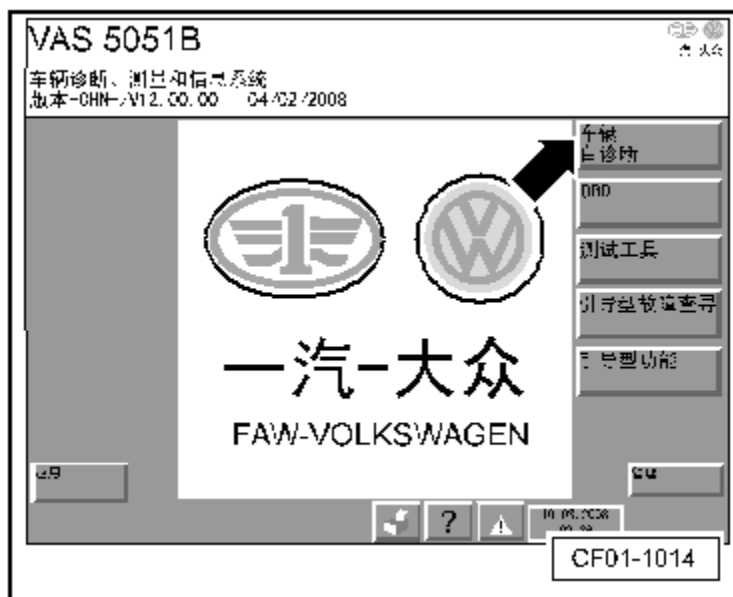 VAS 5051B
大众
车辆诊断、测量和信息系统
版本-CHN-/V12.00.00 04/02/2008
车辆
自诊断
OBD
测试工具
引导型故障查寻
引导型功能
一汽-大众
FAW-VOLKSWAGEN
?
CF01-1014